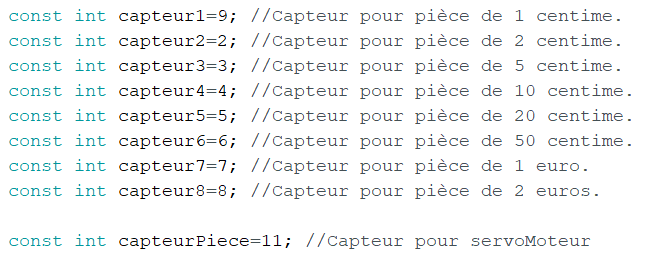 const int capteur1=9; //Capteur pour pièce de 1 centime.
const int capteur2=2; //Capteur pour pièce de 2 centime.
const int capteur3=3; //Capteur pour pièce de 5 centime.
const int capteur4=4; //Capteur pour pièce de 10 centime.
const int capteur5=5; //Capteur pour pièce de 20 centime.
const int capteur6=6; //Capteur pour pièce de 50 centime.
const int capteur7=7; //Capteur pour pièce de 1 euro.
const int capteur8=8; //Capteur pour pièce de 2 euros.
const int capteurPiece=11; //Capteur pour servoMoteur